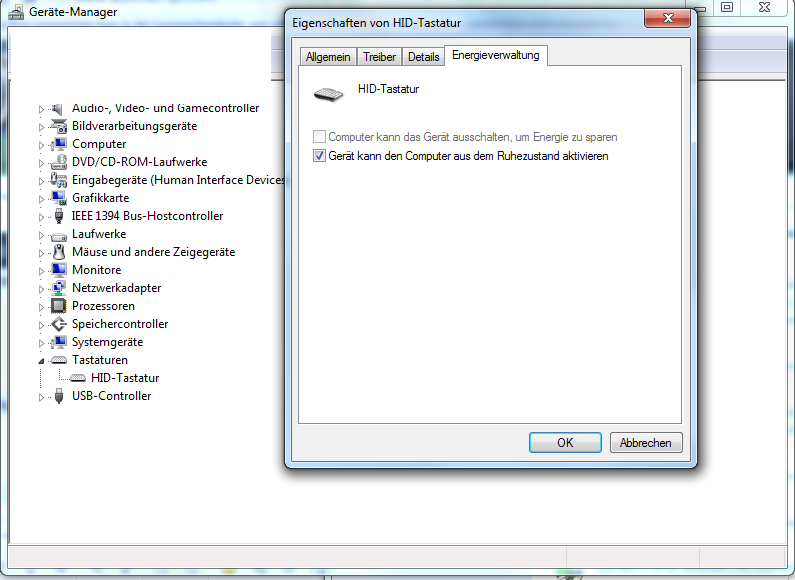 Geräte-Manager
Audio-, Video- und Gamecontroller
Bildverarbeitungsgeräte
Computer
DVD/CD-ROM-Laufwerke
Eingabegeräte (Human Interface Devices
Grafikkarte
IEEE 1394 Bus-Hostcontroller
Laufwerke
Mäuse und andere Zeigegeräte
Monitore
Netzwerkadapter
Prozessoren
Speichercontroller
Systemgeräte
Tastaturen
HID-Tastatur
USB-Controller
Eigenschaften von HID-Tastatur
Allgemein Treiber Details Energieverwaltung
HID-Tastatur
Computer kann das Gerät ausschalten, um Energie zu sparen
Gerät kann den Computer aus dem Ruhezustand aktivieren
OK Abbrechen